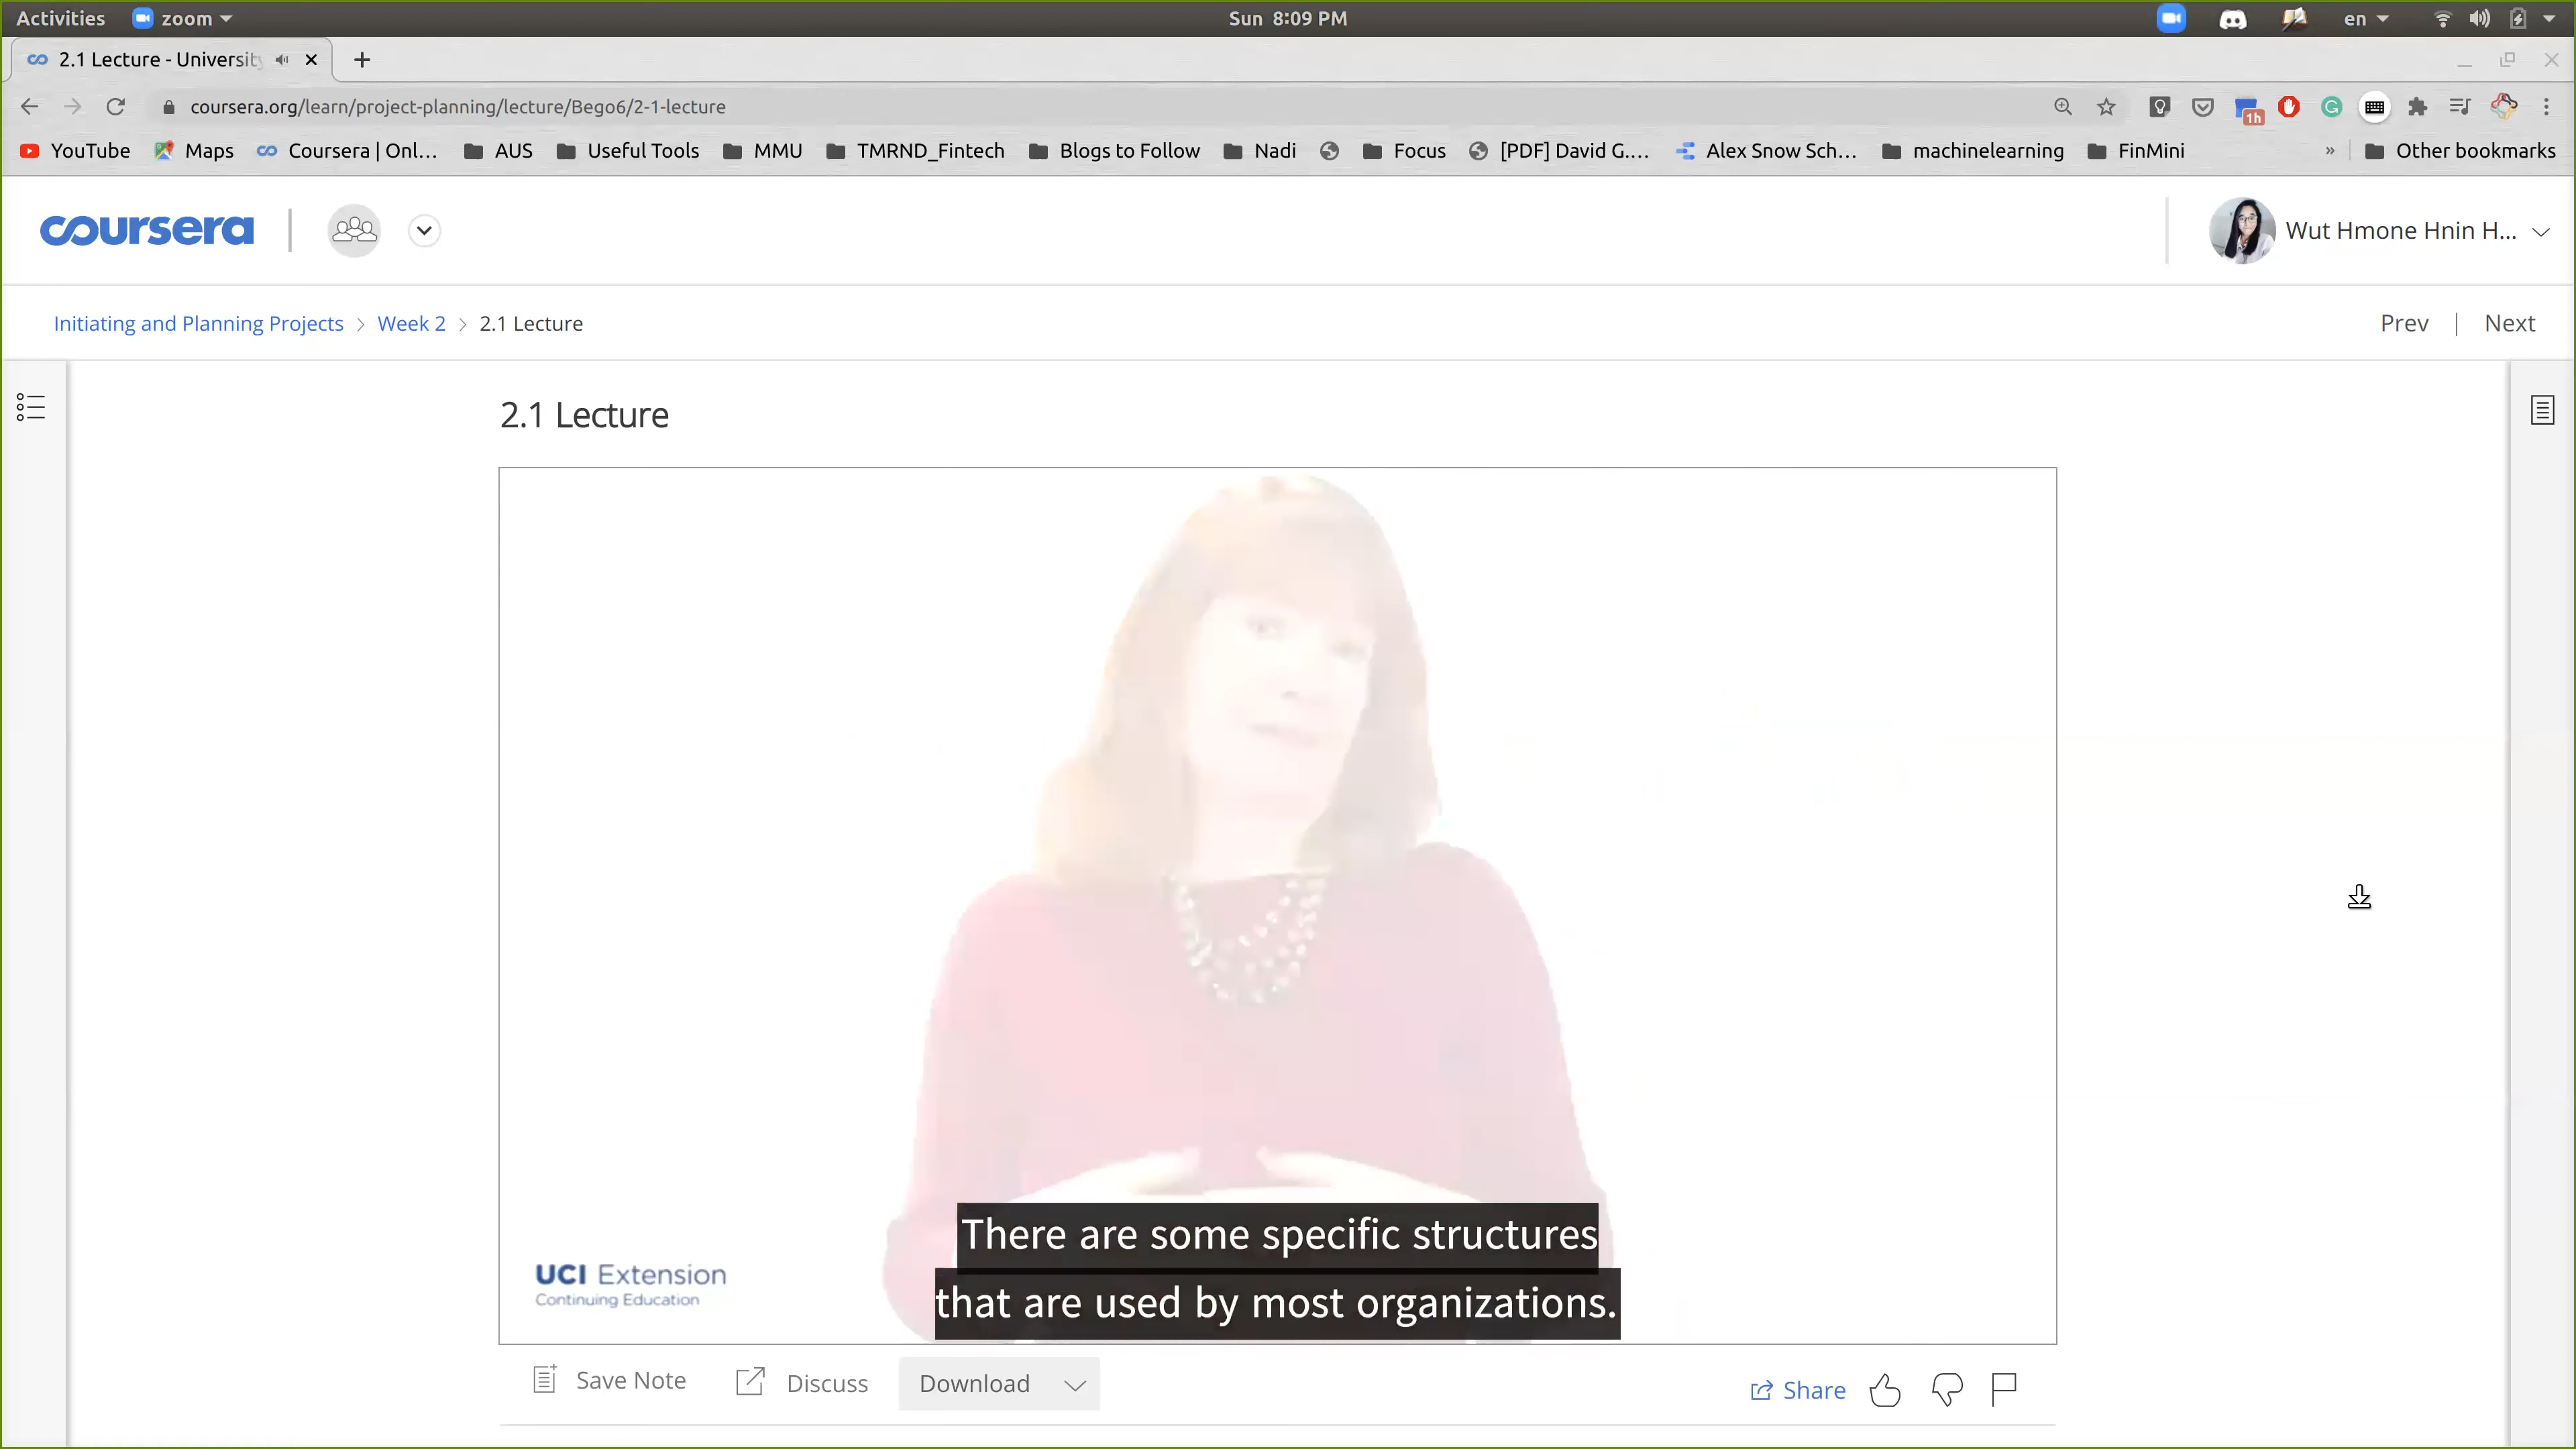 Activities zoom Sun 8:09 PM en
2.1 Lecture - University
coursera.org/learn/project-planning/lecture/Bego6/2-1-lecture 1h
YouTube Maps Coursera | Onl... AUS Useful Tools MMU TMRND_Fintech Blogs to Follow Nadi Focus [PDF] David G.... Alex Snow Sch... machinelearning FinMini » Other bookmarks
coursera Wut Hmone Hnin H...
Initiating and Planning Projects > Week 2 > 2.1 Lecture Prev | Next
2.1 Lecture
There are some specific structures
that are used by most organizations.
UCI Extension
Continuing Education
Save Note Discuss Download Share